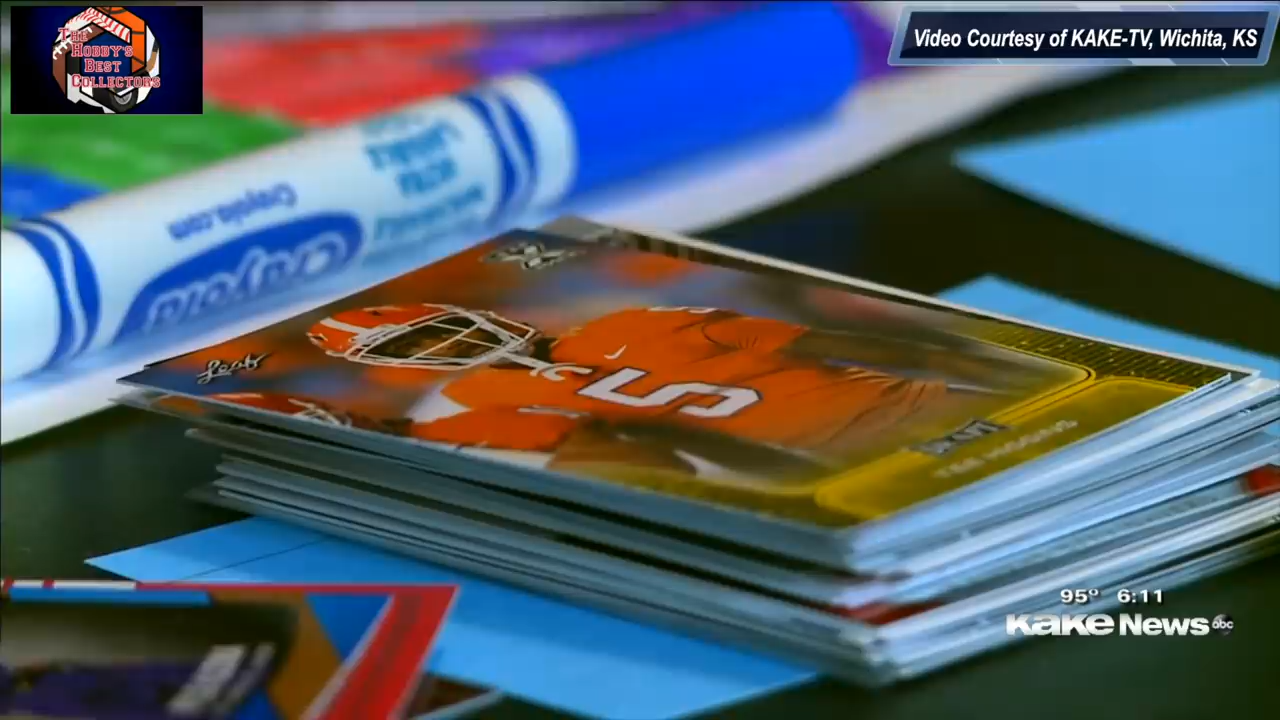 THE
HOBBY'S
BEST
COLLECTORS
Video Courtesy of KAKE-TV, Wichita, KS
Crayola.com
Crayola
Leaf
5
95° 6:11
KAKE News abc